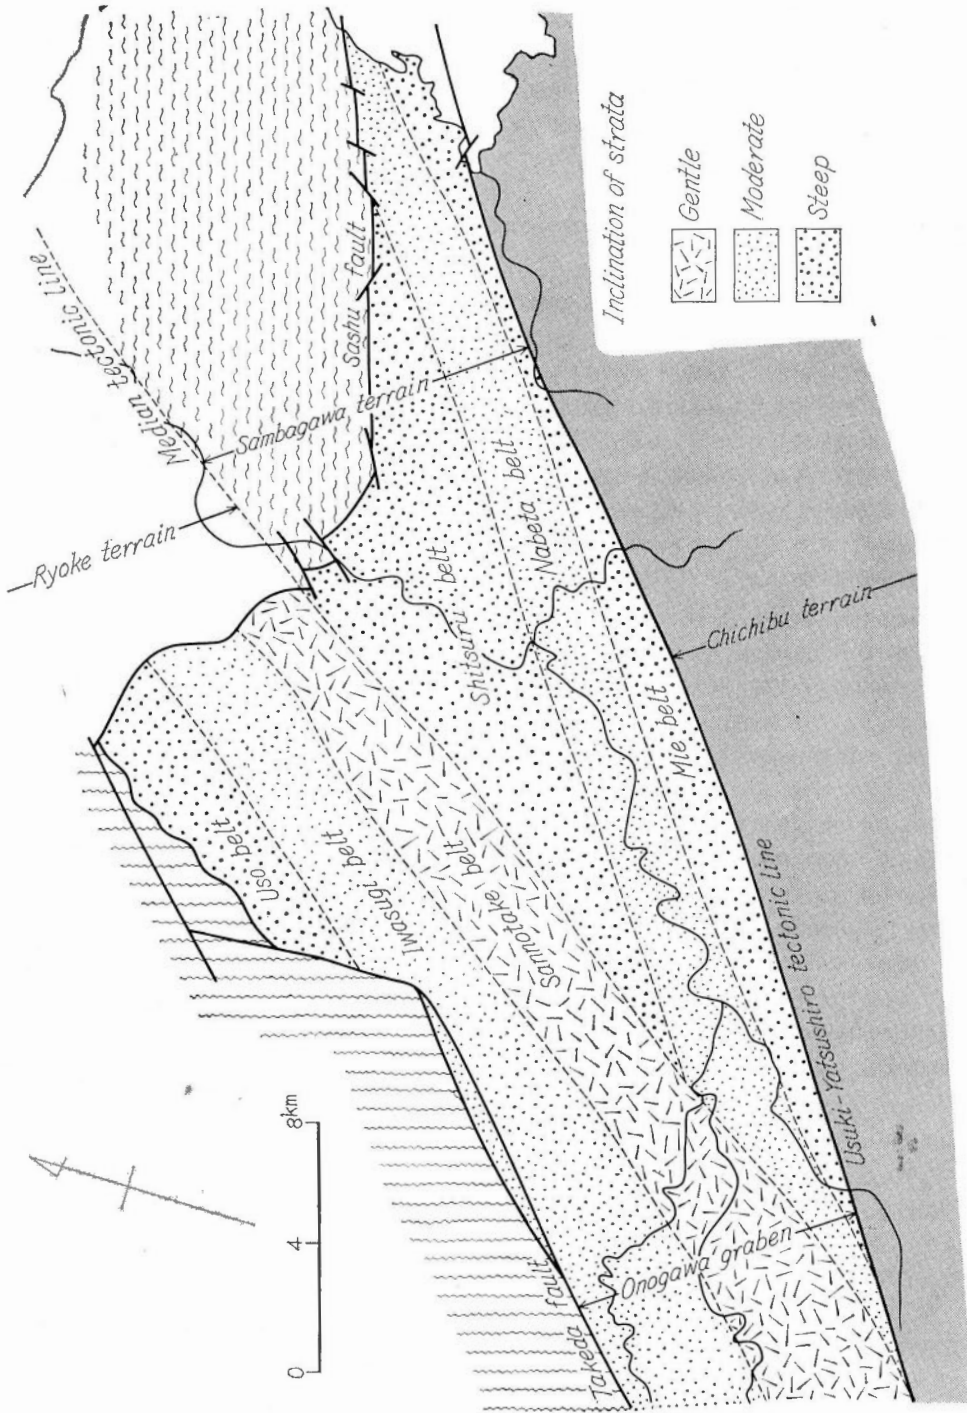 Median tectonic line
Sashu fault
Sambagawa terrain
Ryoke terrain
Inclination of strata
Gentle
Moderate
Steep
Shitsuru belt
Nabeta belt
Mie belt
Chichibu terrain
Uso belt
Iwasugi belt
Sannotake belt
Usuki-Yatsushiro tectonic line
Onogawa graben
Takeda fault
0 4 8km